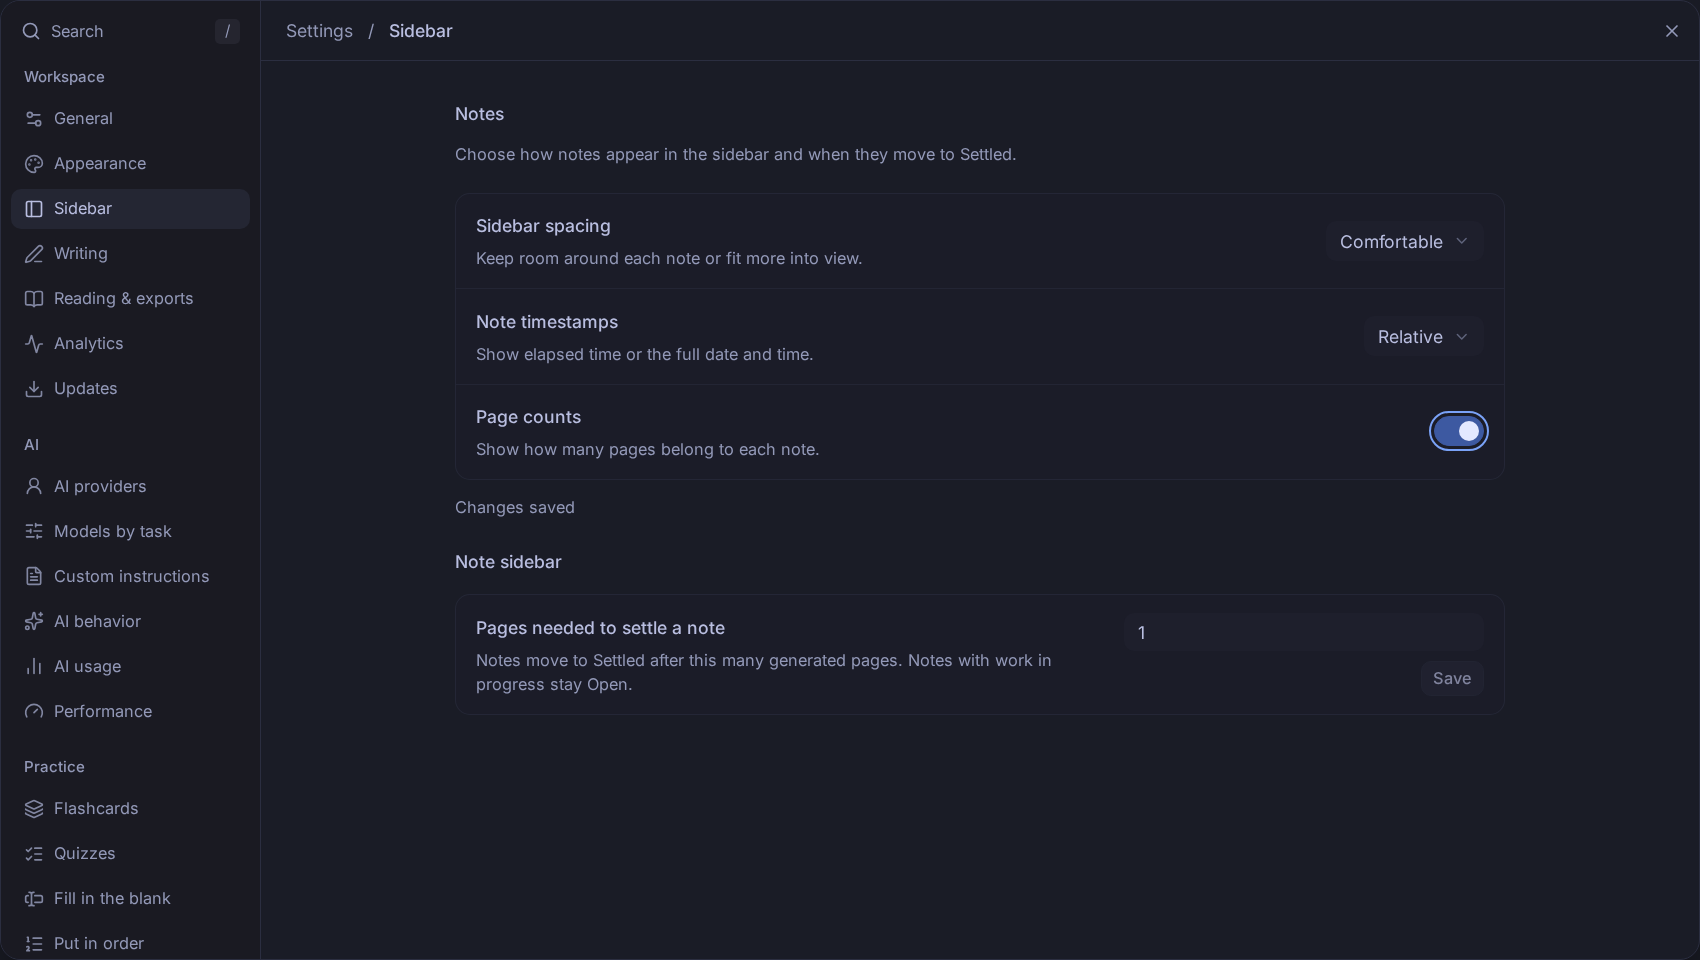 Search
/
Workspace
General
Appearance
Sidebar
Writing
Reading & exports
Analytics
Updates
AI
AI providers
Models by task
Custom instructions
AI behavior
AI usage
Performance
Practice
Flashcards
Quizzes
Fill in the blank
Put in order
Settings / Sidebar
Notes
Choose how notes appear in the sidebar and when they move to Settled.
Sidebar spacing
Keep room around each note or fit more into view.
Comfortable
Note timestamps
Show elapsed time or the full date and time.
Relative
Page counts
Show how many pages belong to each note.
Changes saved
Note sidebar
Pages needed to settle a note
Notes move to Settled after this many generated pages. Notes with work in
progress stay Open.
1
Save